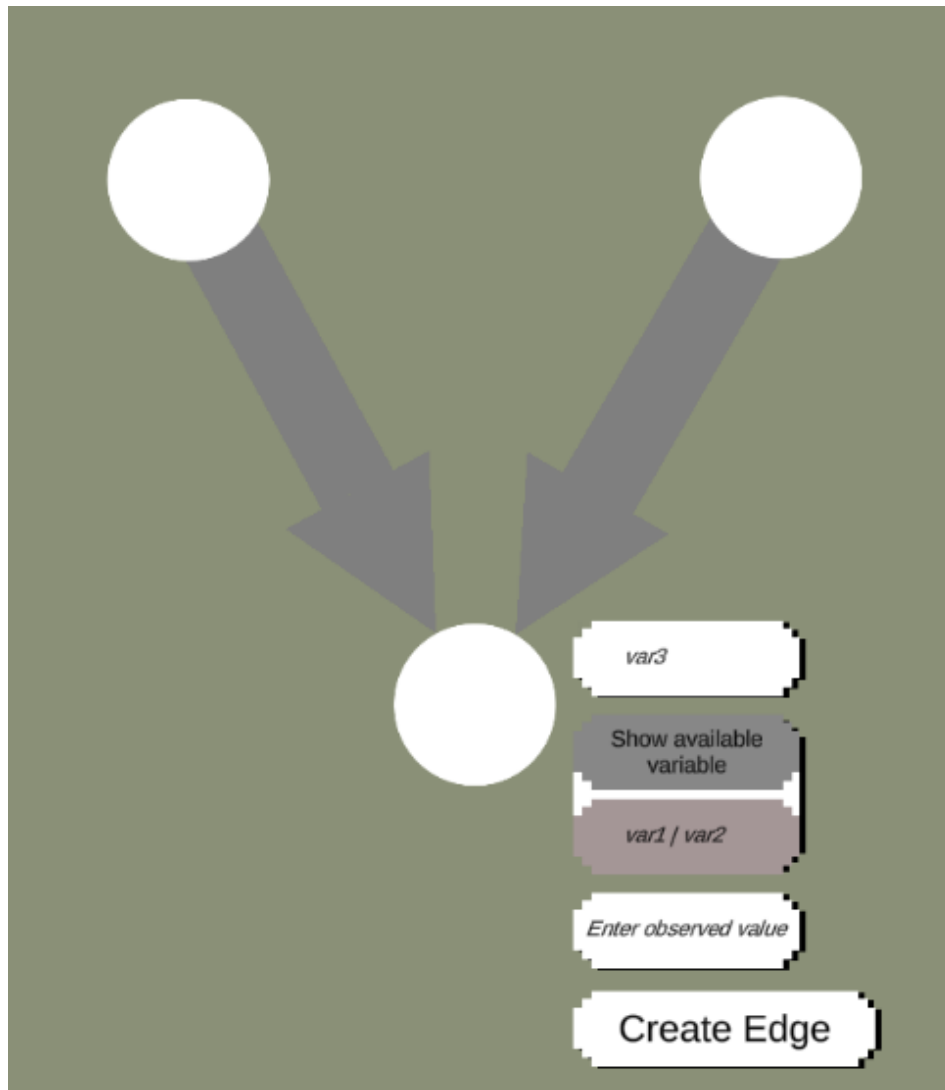 var3
Show available
variable
var1 / var2
Enter observed value
Create Edge